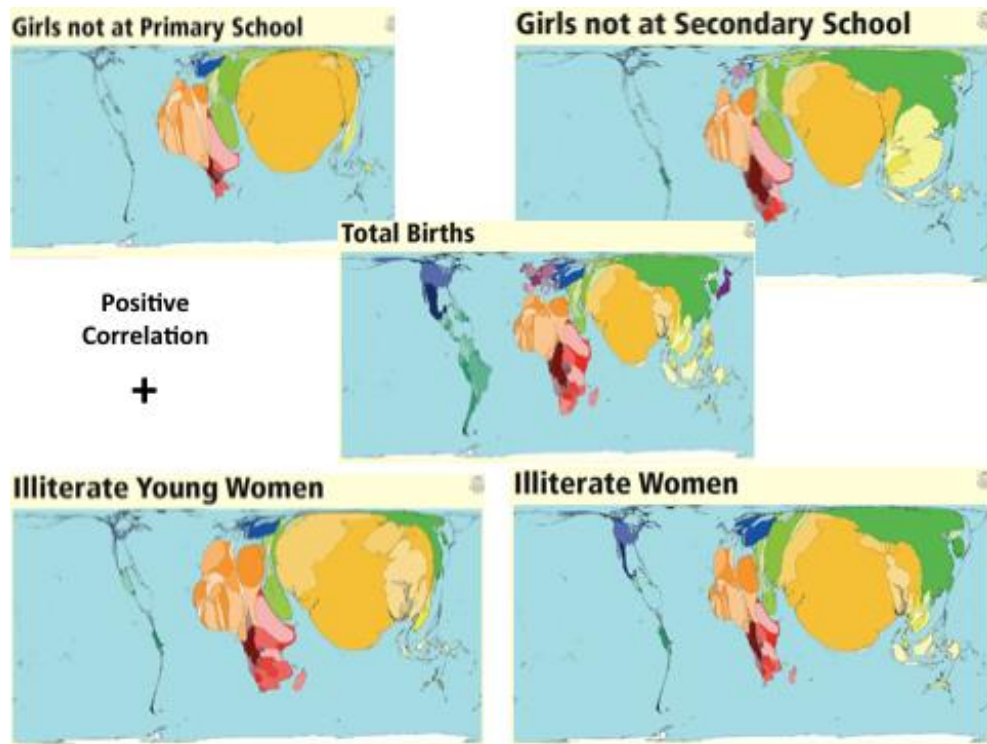 Girls not at Primary School
Girls not at Secondary School
Total Births
Positive
Correlation
+
Illiterate Young Women
Illiterate Women